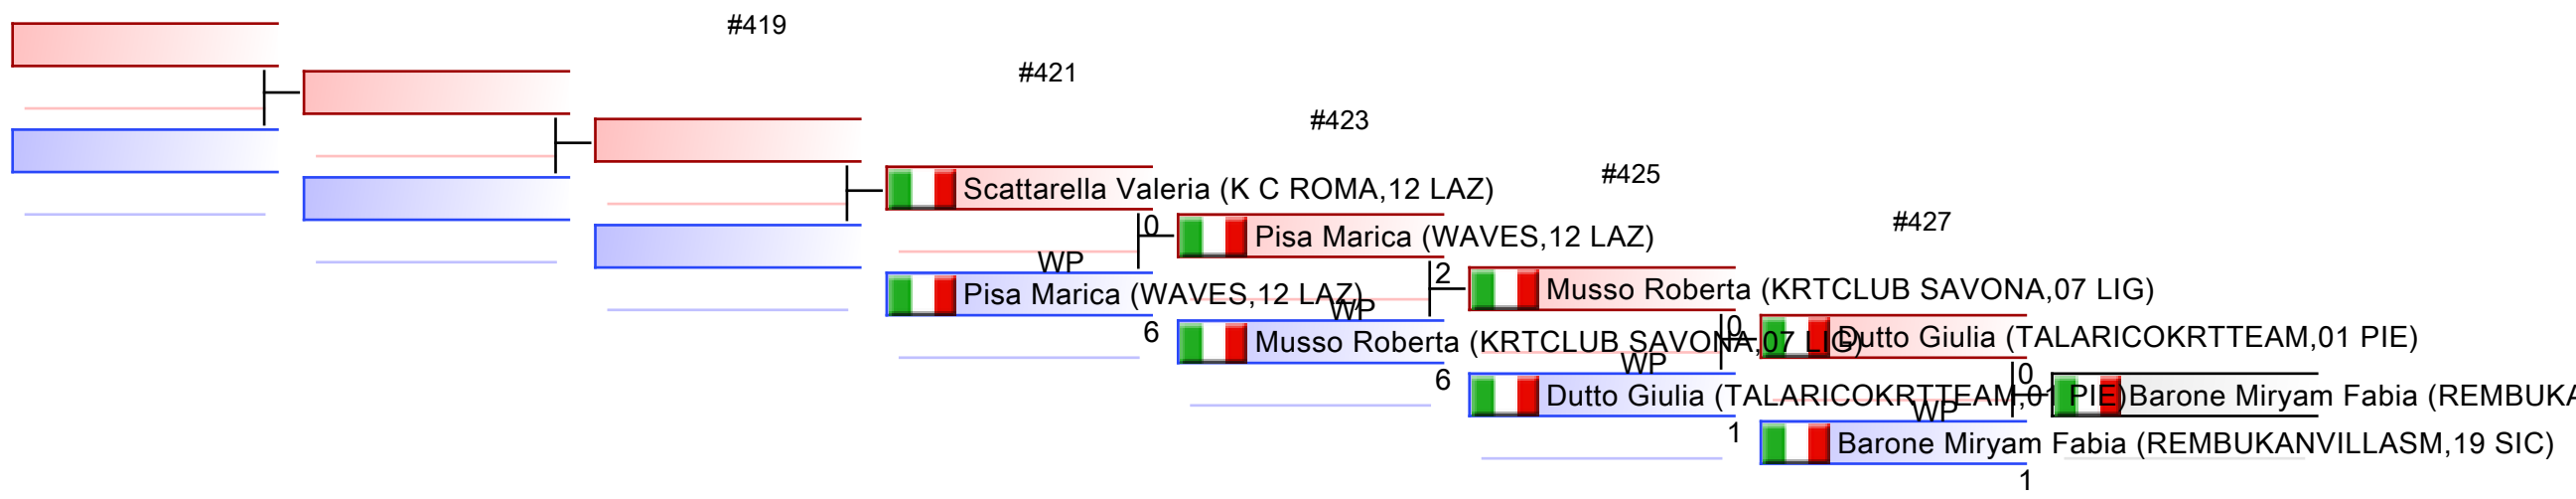 #419
#421
#423
#425
#427
Scattarella Valeria (K C ROMA,12 LAZ)
0
WP
Pisa Marica (WAVES,12 LAZ)
6
Pisa Marica (WAVES,12 LAZ)
2
WP
Musso Roberta (KRTCLUB SAVONA,07 LIG)
6
Musso Roberta (KRTCLUB SAVONA,07 LIG)
0
WP
Dutto Giulia (TALARICOKRTTEAM,01 PIE)
1
Dutto Giulia (TALARICOKRTTEAM,01 PIE)
0
WP
Barone Miryam Fabia (REMBUKANVILLASM,19 SIC)
1
Barone Miryam Fabia (REMBUKA